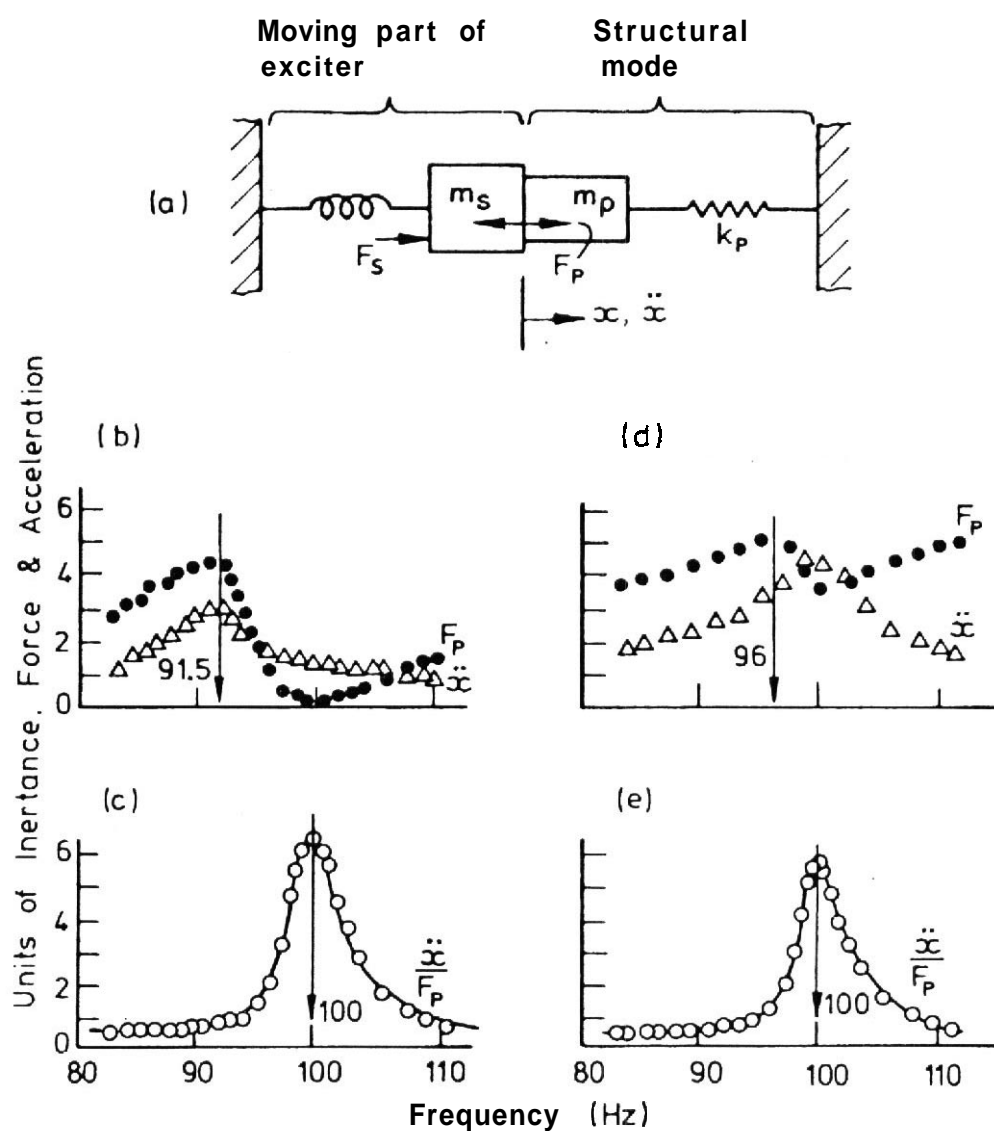 Moving part of exciter
Structural mode
(a)
m_s
m_p
F_s
F_P
k_P
x, ẍ
Units of Inertance, Force & Acceleration
(b)
6
4
2
0
91.5
F_P
ẍ
(d)
96
F_P
ẍ
(c)
6
4
2
0
100
ẍ/F_P
80
90
100
110
(e)
100
ẍ/F_P
80
90
100
110
Frequency (Hz)